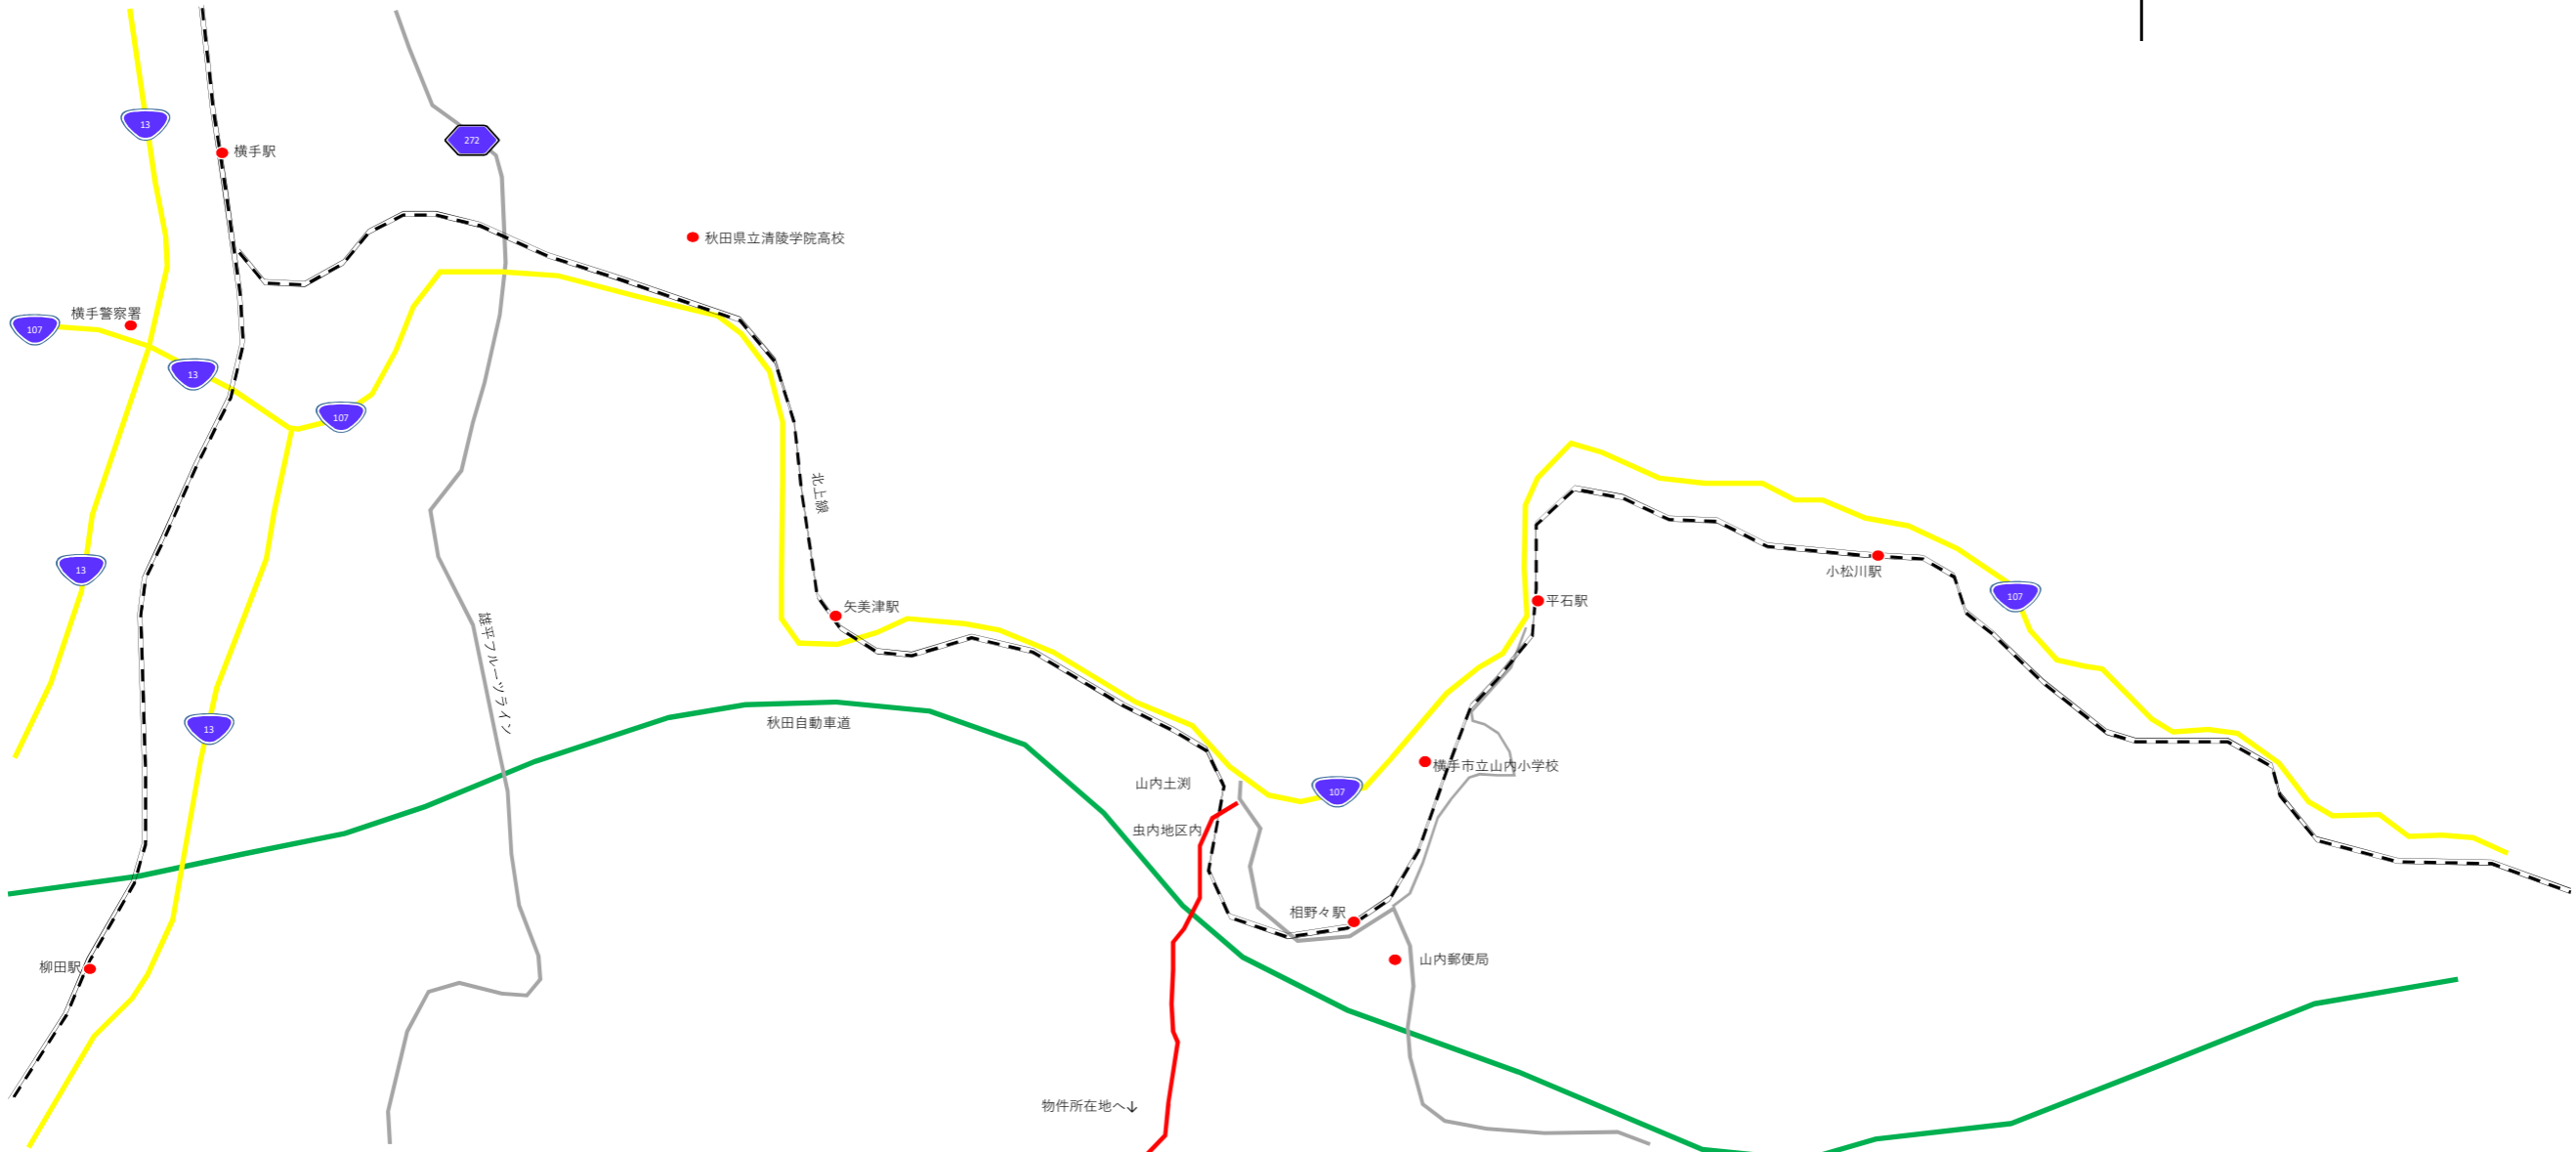 13
272
横手駅
秋田県立清陵学院高校
横手警察署
107
13
107
北上線
13
小松川駅
107
平石駅
矢美津駅
雄平フルーツライン
13
秋田自動車道
横手市立山内小学校
山内土渕
107
虫内地区内
相野々駅
山内郵便局
柳田駅
物件所在地へ↓